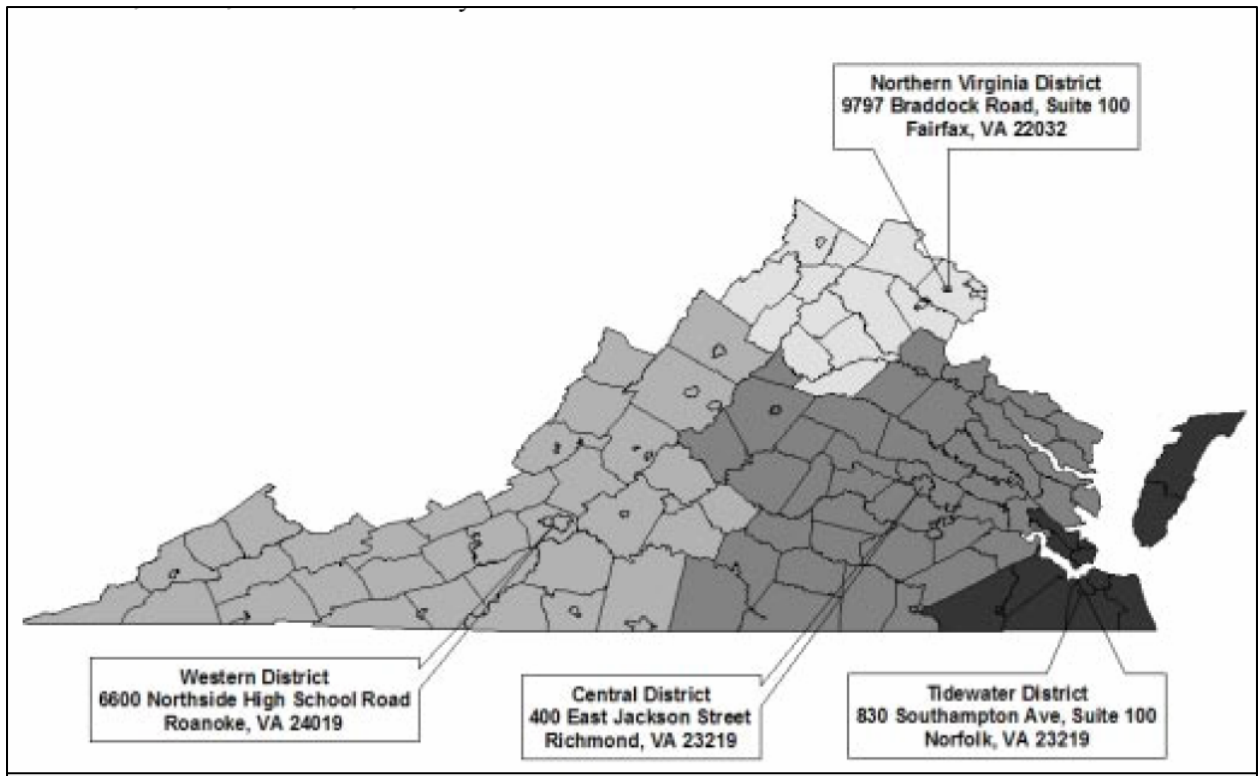 Northern Virginia District
9797 Braddock Road, Suite 100
Fairfax, VA 22032
Western District
6600 Northside High School Road
Roanoke, VA 24019
Central District
400 East Jackson Street
Richmond, VA 23219
Tidewater District
830 Southampton Ave, Suite 100
Norfolk, VA 23219